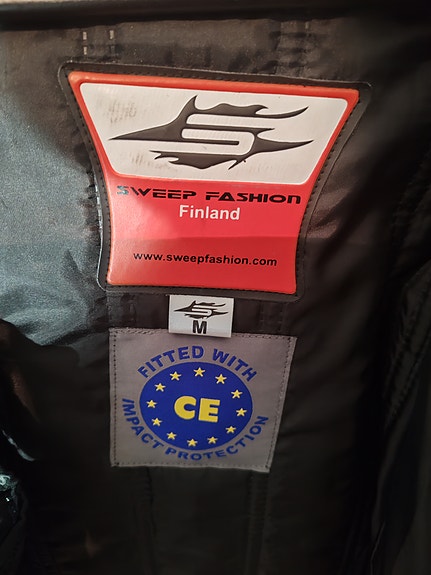 S
SWEEP FASHION
Finland
www.sweepfashion.com
S
M
FITTED WITH
CE
IMPACT PROTECTION